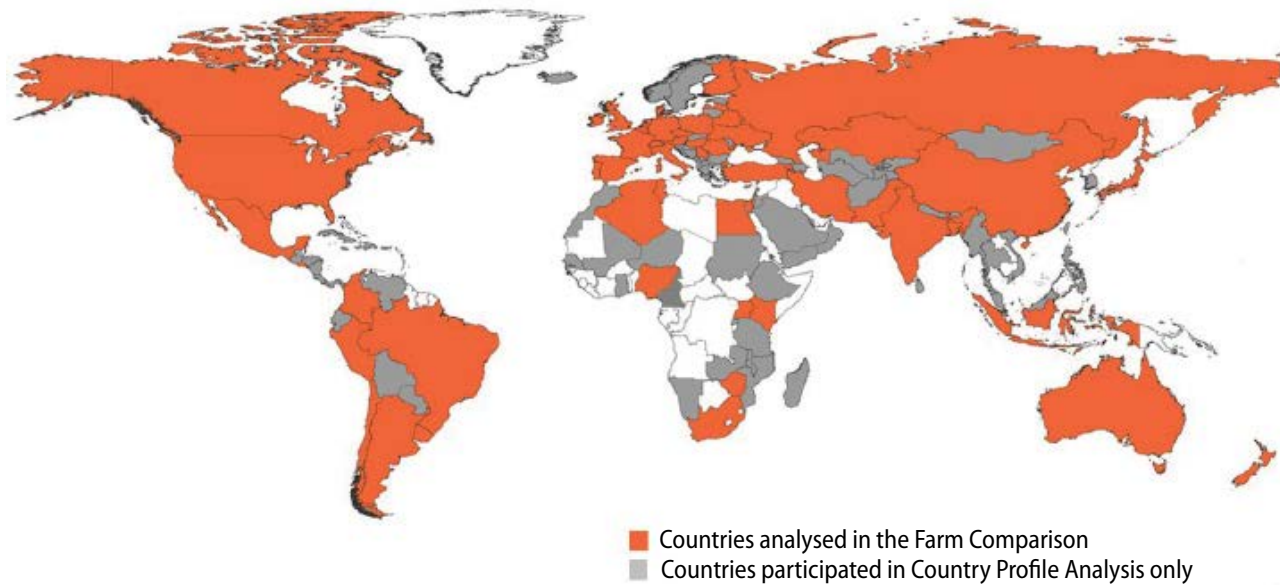 Countries analysed in the Farm Comparison
Countries participated in Country Profile Analysis only